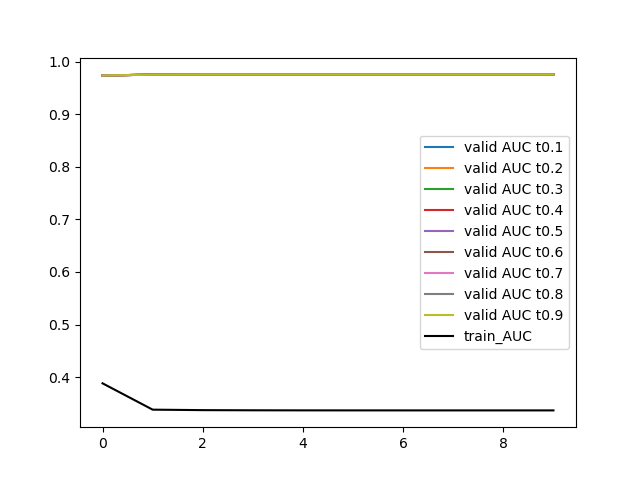 1.0
0.9
0.8
0.7
0.6
0.5
0.4
valid AUC t0.1
valid AUC t0.2
valid AUC t0.3
valid AUC t0.4
valid AUC t0.5
valid AUC t0.6
valid AUC t0.7
valid AUC t0.8
valid AUC t0.9
train_AUC
0 2 4 6 8